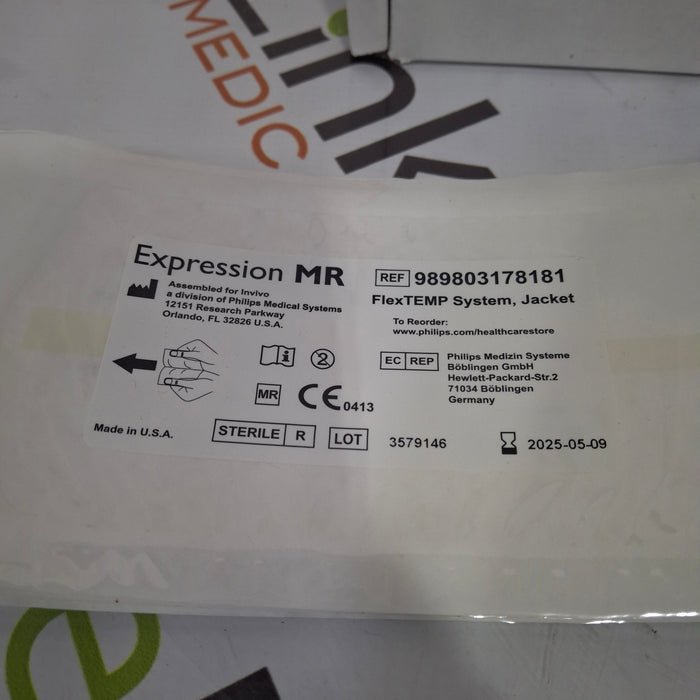 Link
MEDIC
Expression MR
Assembled for Invivo
a division of Philips Medical Systems
12151 Research Parkway
Orlando, FL 32826 U.S.A.
REF 989803178181
FlexTEMP System, Jacket
To Reorder:
www.philips.com/healthcarestore
EC REP
Philips Medizin Systeme
Böblingen GmbH
Hewlett-Packard-Str.2
71034 Böblingen
Germany
i
2
MR
CE 0413
Made in U.S.A.
STERILE R
LOT 3579146
2025-05-09